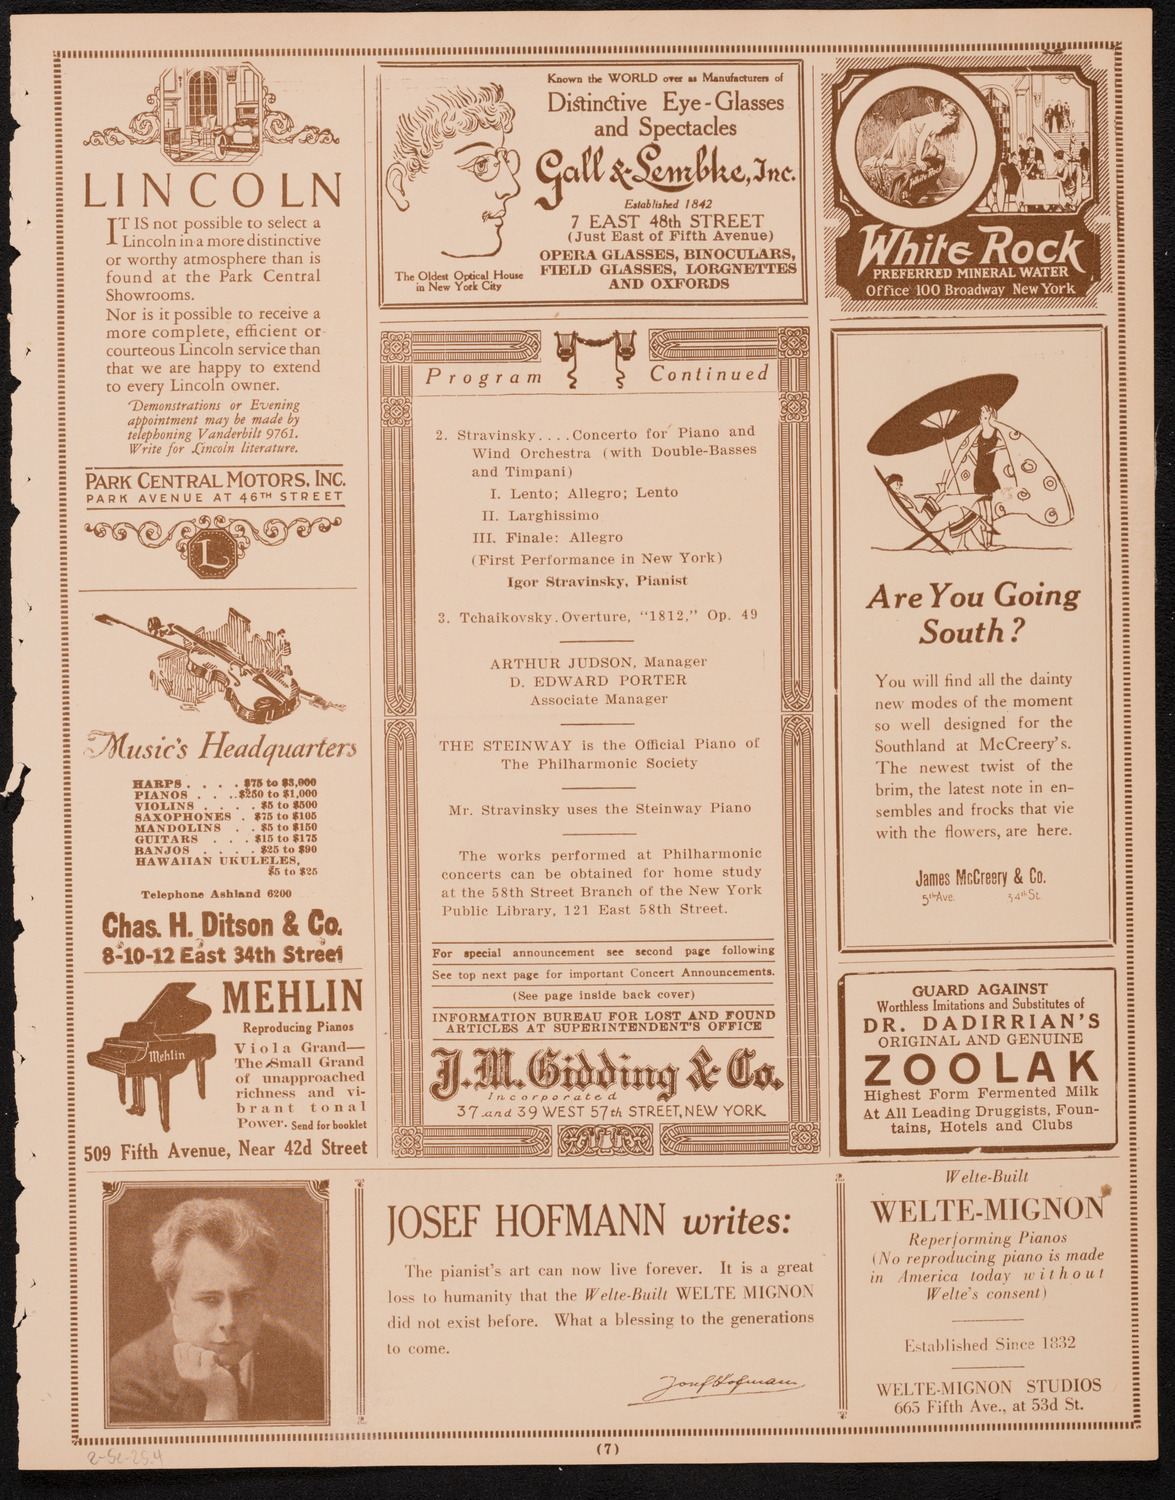 LINCOLN
IT IS not possible to select a
Lincoln in a more distinctive
or worthy atmosphere than is
found at the Park Central
Showrooms.
Nor is it possible to receive a
more complete, efficient or
courteous Lincoln service than
that we are happy to extend
to every Lincoln owner.
Demonstrations or Evening
appointment may be made by
telephoning Vanderbilt 9761.
Write for Lincoln literature.
PARK CENTRAL MOTORS, INC.
PARK AVENUE AT 46TH STREET
L
Music's Headquarters
HARPS . . . . $75 to $3,000
PIANOS . . . . $250 to $1,000
VIOLINS . . . . $5 to $500
SAXOPHONES . $75 to $105
MANDOLINS . . $5 to $150
GUITARS . . . $15 to $175
BANJOS . . . . $25 to $90
HAWAIIAN UKULELES,
$5 to $25
Telephone Ashland 6200
Chas. H. Ditson & Co.
8-10-12 East 34th Street
Mehlin
MEHLIN
Reproducing Pianos
Viola Grand—
The Small Grand
of unapproached
richness and vi-
brant tonal
Power. Send for booklet
509 Fifth Avenue, Near 42d Street
Known the WORLD over as Manufacturers of
Distinctive Eye-Glasses
and Spectacles
Gall & Lembke, Inc.
Established 1842
7 EAST 48th STREET
(Just East of Fifth Avenue)
OPERA GLASSES, BINOCULARS,
FIELD GLASSES, LORGNETTES
AND OXFORDS
The Oldest Optical House
in New York City
Program Continued
2. Stravinsky....Concerto for Piano and
Wind Orchestra (with Double-Basses
and Timpani)
I. Lento; Allegro; Lento
II. Larghissimo
III. Finale: Allegro
(First Performance in New York)
Igor Stravinsky, Pianist
3. Tchaikovsky.Overture, "1812," Op. 49
ARTHUR JUDSON, Manager
D. EDWARD PORTER
Associate Manager
THE STEINWAY is the Official Piano of
The Philharmonic Society
Mr. Stravinsky uses the Steinway Piano
The works performed at Philharmonic
concerts can be obtained for home study
at the 58th Street Branch of the New York
Public Library, 121 East 58th Street.
For special announcement see second page following
See top next page for important Concert Announcements.
(See page inside back cover)
INFORMATION BUREAU FOR LOST AND FOUND
ARTICLES AT SUPERINTENDENT'S OFFICE
J.M. Gidding & Co.
Incorporated
37 and 39 WEST 57th STREET, NEW YORK
White Rock
White Rock
PREFERRED MINERAL WATER
Office 100 Broadway New York
Are You Going
South?
You will find all the dainty
new modes of the moment
so well designed for the
Southland at McCreery's.
The newest twist of the
brim, the latest note in en-
sembles and frocks that vie
with the flowers, are here.
James McCreery & Co.
5th Ave. 34th St.
GUARD AGAINST
Worthless Imitations and Substitutes of
DR. DADIRRIAN'S
ORIGINAL AND GENUINE
ZOOLAK
Highest Form Fermented Milk
At All Leading Druggists, Foun-
tains, Hotels and Clubs
JOSEF HOFMANN writes:
The pianist's art can now live forever. It is a great
loss to humanity that the Welte-Built WELTE MIGNON
did not exist before. What a blessing to the generations
to come.
Josef Hofmann
Welte-Built
WELTE-MIGNON
Reperforming Pianos
(No reproducing piano is made
in America today without
Welte's consent)
Established Since 1832
WELTE-MIGNON STUDIOS
665 Fifth Ave., at 53d St.
(7)
2-5e-25.4